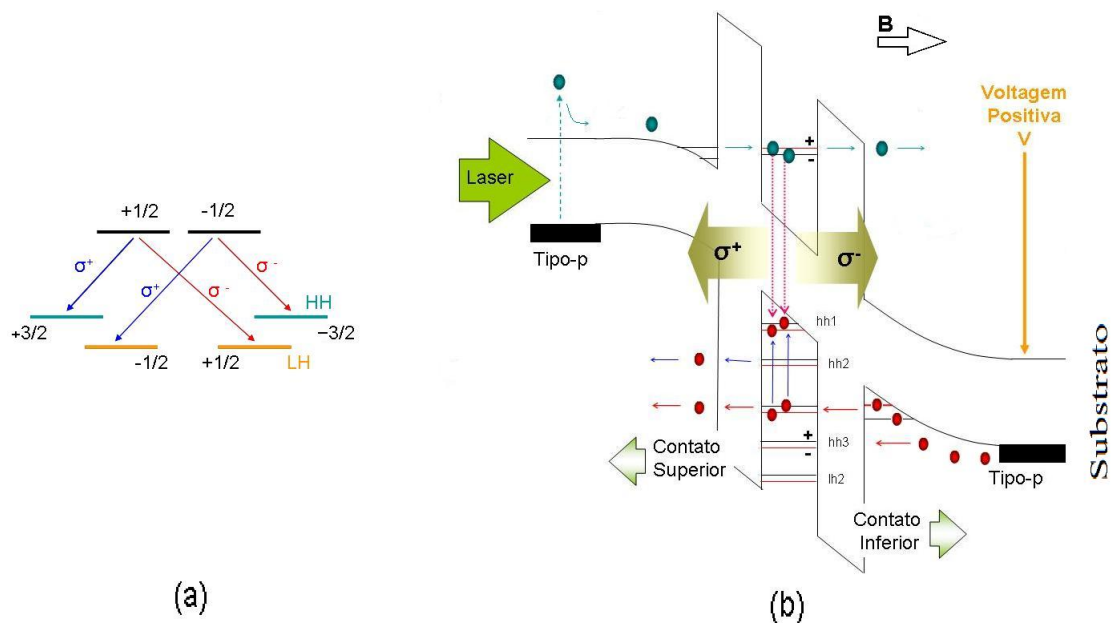 +1/2
-1/2
σ+
σ-
σ+
σ-
HH
+3/2
−3/2
-1/2
+1/2
LH
(a)
B
Voltagem
Positiva
V
+
-
Laser
Tipo-p
σ+
σ-
hh1
hh2
+
hh3
-
lh2
Contato
Superior
Tipo-p
Contato
Inferior
Substrato
(b)